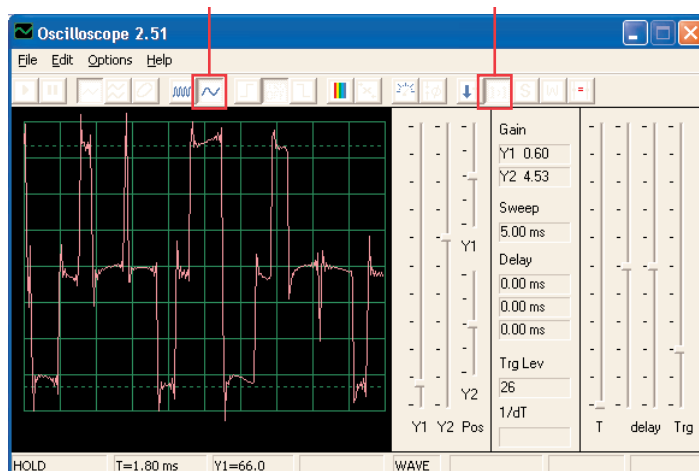 Oscilloscope 2.51
File Edit Options Help
S
Gain
Y1 0.60
Y2 4.53
Sweep
5.00 ms
Delay
0.00 ms
0.00 ms
0.00 ms
Trg Lev
26
1/dT
Y1
Y2
Y1 Y2 Pos
T delay Trg
HOLD T=1.80 ms Y1=66.0 WAVE